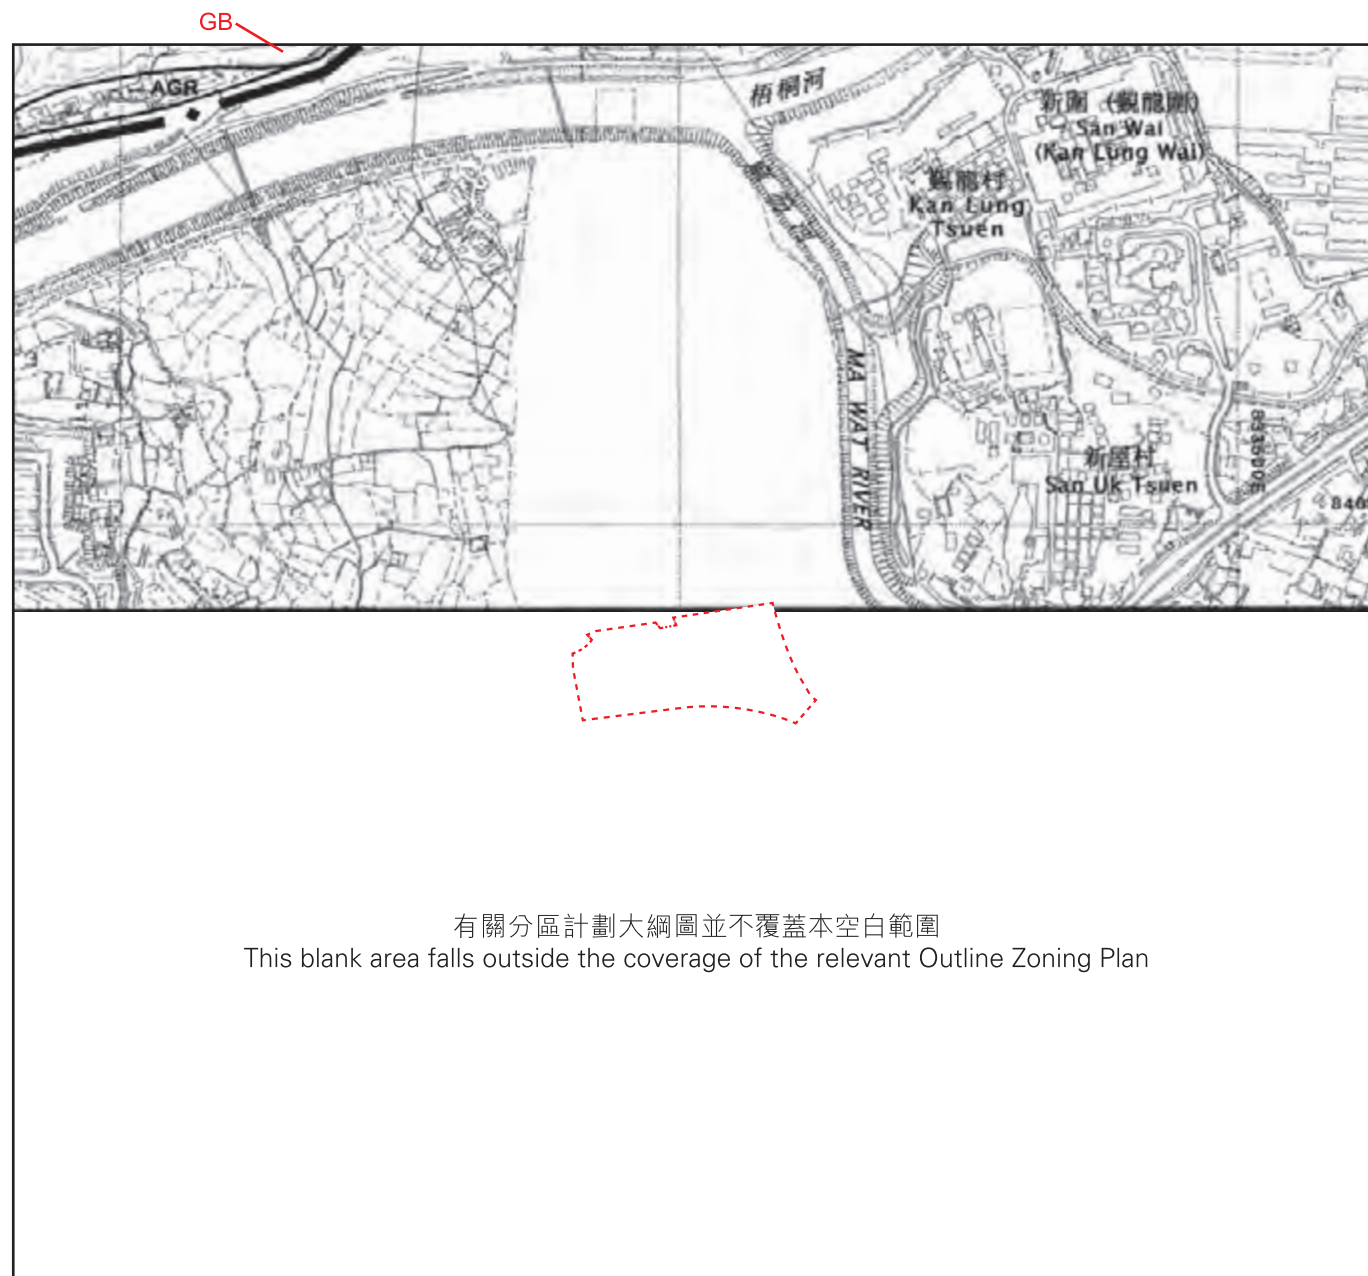 GB
AGR
梧桐河
新圍 (觀龍圍)
San Wai
(Kan Lung Wai)
觀龍村
Kan Lung
Tsuen
MA WAT RIVER
新屋村
San Uk Tsuen
有關分區計劃大綱圖並不覆蓋本空白範圍
This blank area falls outside the coverage of the relevant Outline Zoning Plan